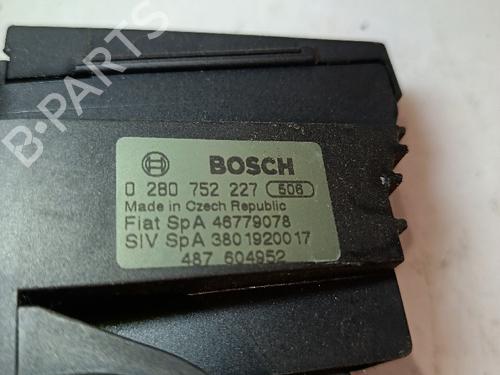 B-PARTS
BOSCH
0 280 752 227 506
Made in Czech Republic
Fiat SpA 46779078
SIV SpA 3801920017
487 604952